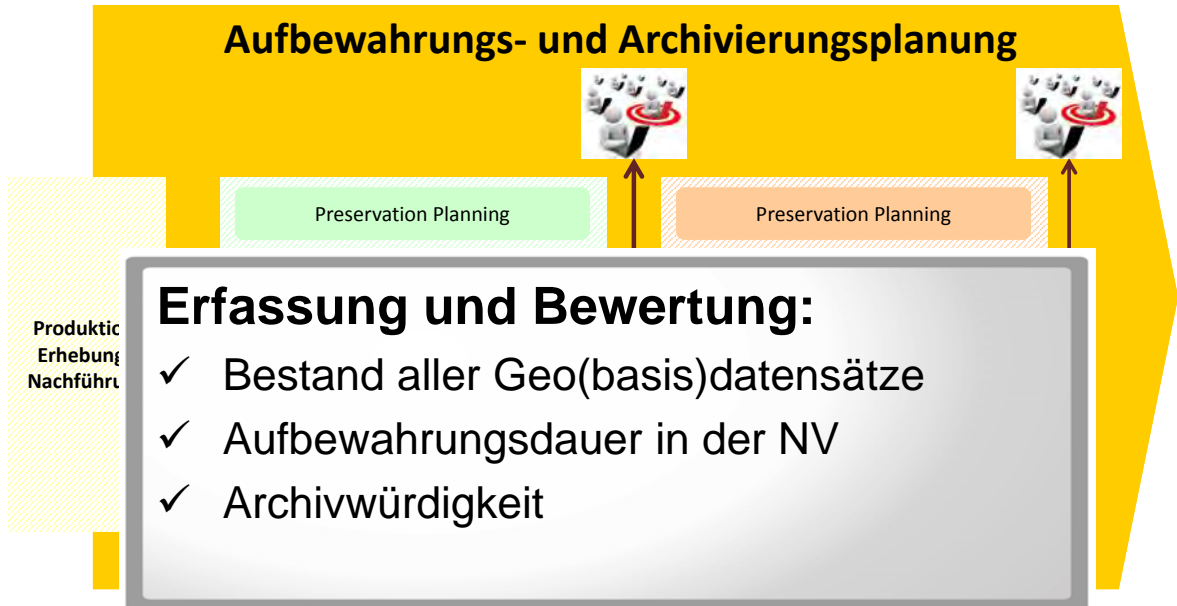 Aufbewahrungs- und Archivierungsplanung
Preservation Planning
Preservation Planning
Erfassung und Bewertung:
✓ Bestand aller Geo(basis)datensätze
✓ Aufbewahrungsdauer in der NV
✓ Archivwürdigkeit